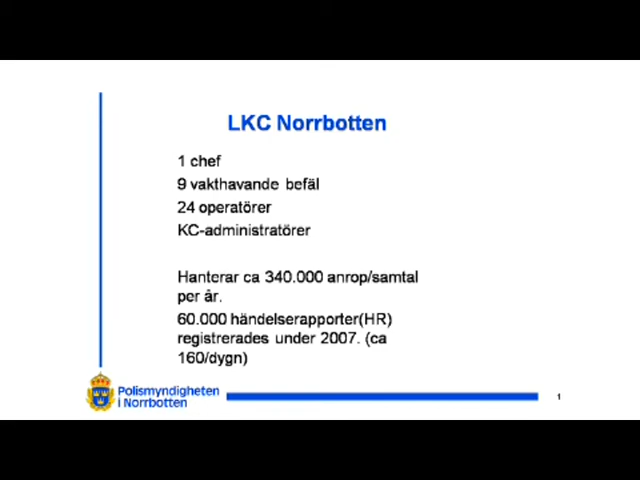 LKC Norrbotten
1 chef
9 vakthavande befäl
24 operatörer
KC-administratörer
Hanterar ca 340.000 anrop/samtal
per år.
60.000 händelserapporter(HR)
registrerades under 2007. (ca
160/dygn)
Polismyndigheten
i Norrbotten
1